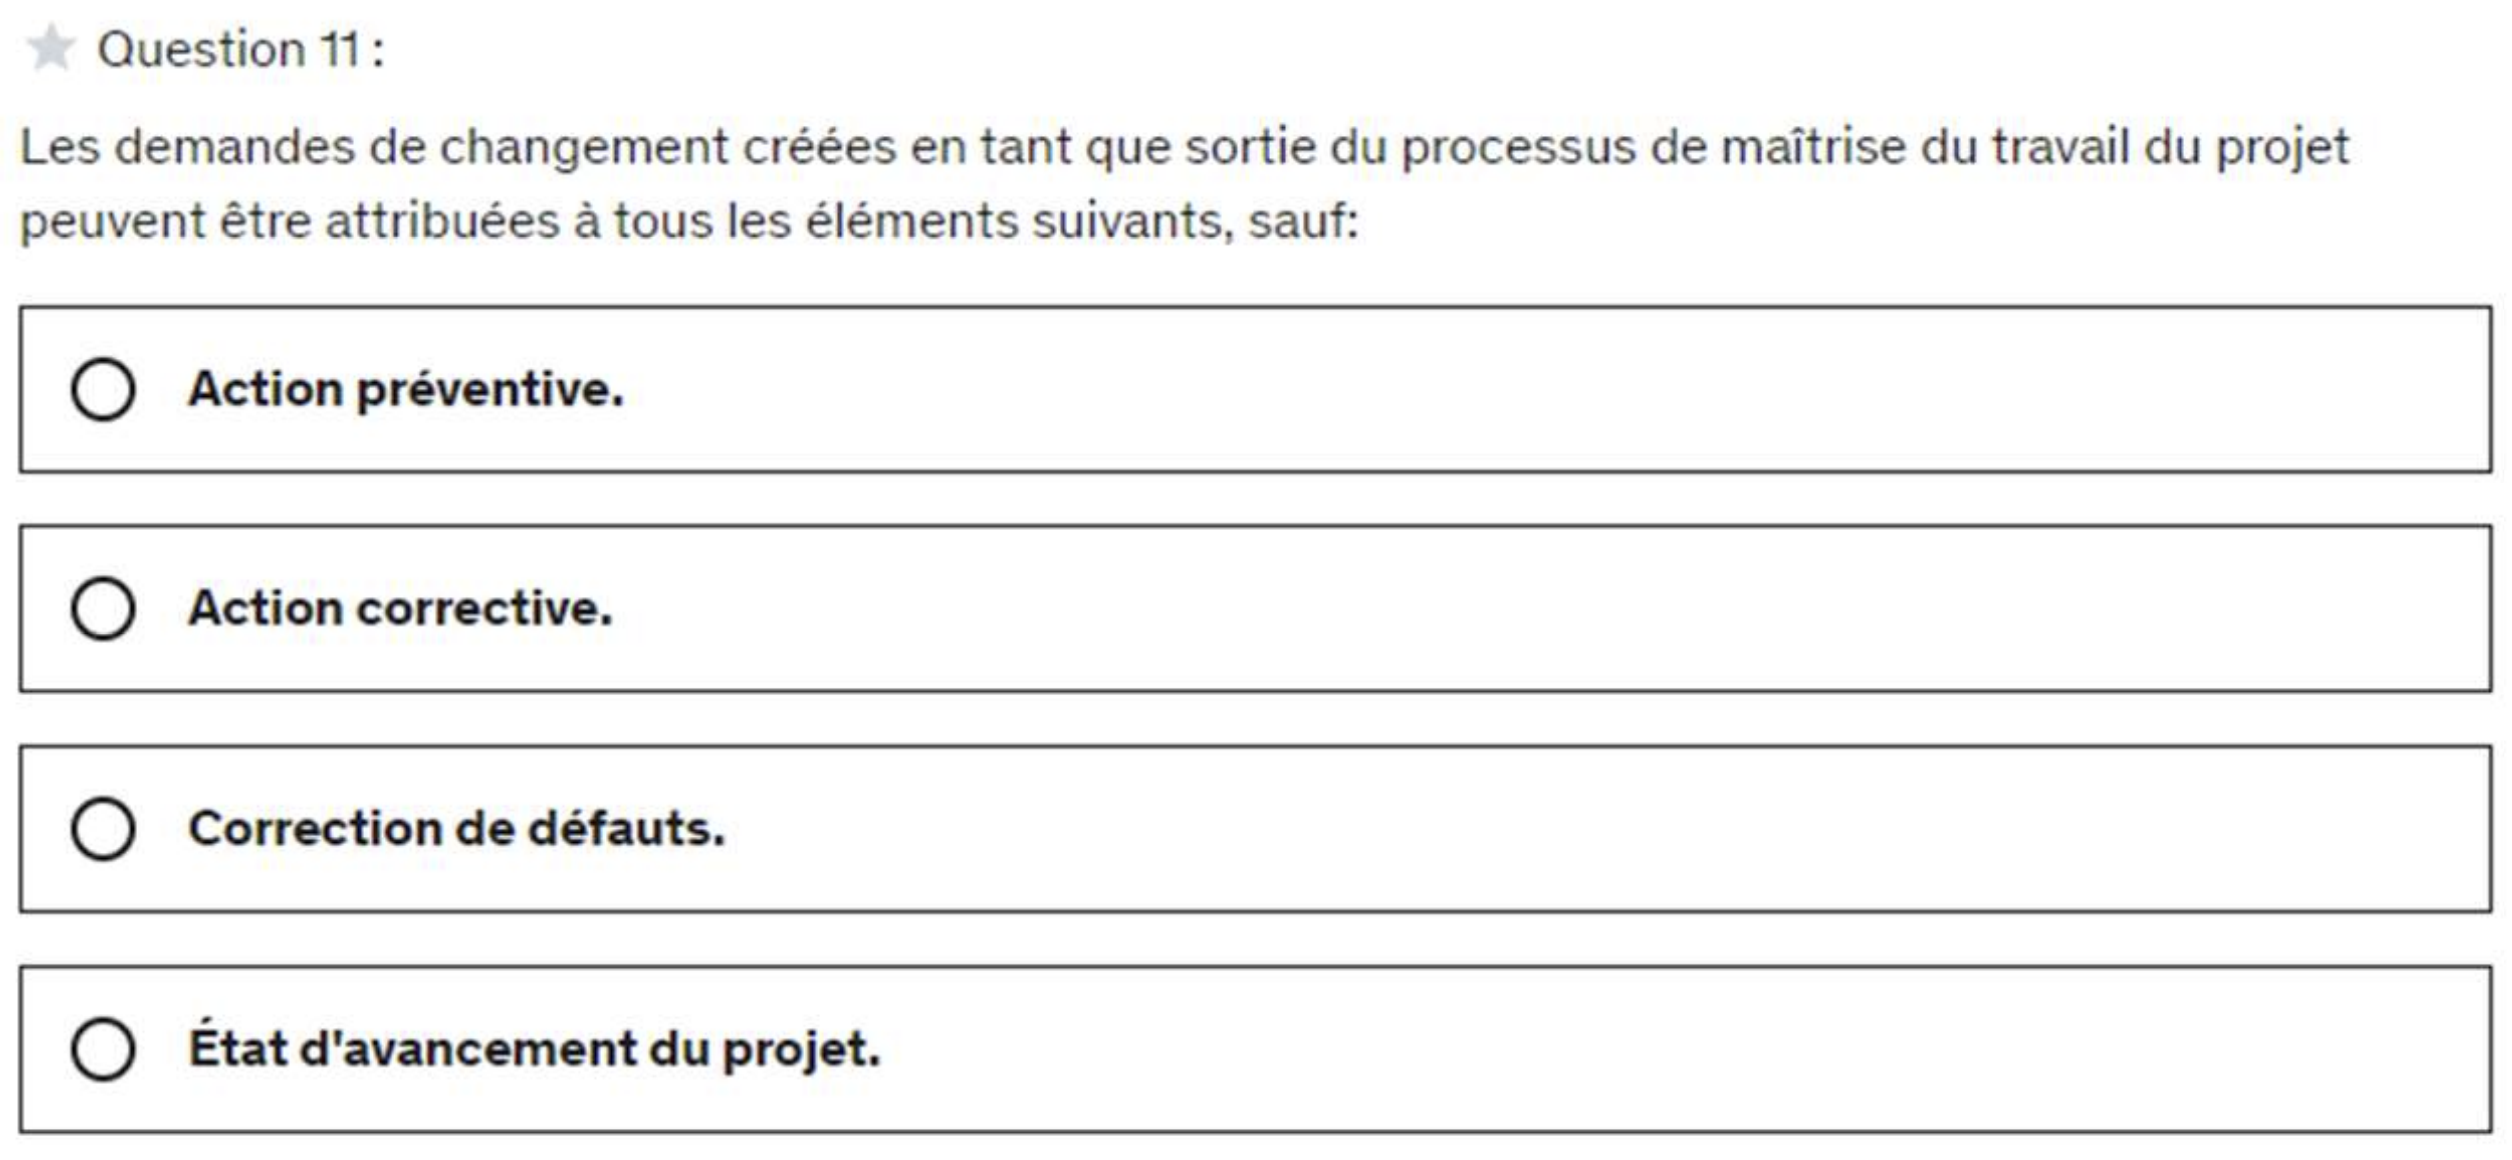 Question 11 :
Les demandes de changement créées en tant que sortie du processus de maîtrise du travail du projet
peuvent être attribuées à tous les éléments suivants, sauf:
Action préventive.
Action corrective.
Correction de défauts.
État d'avancement du projet.